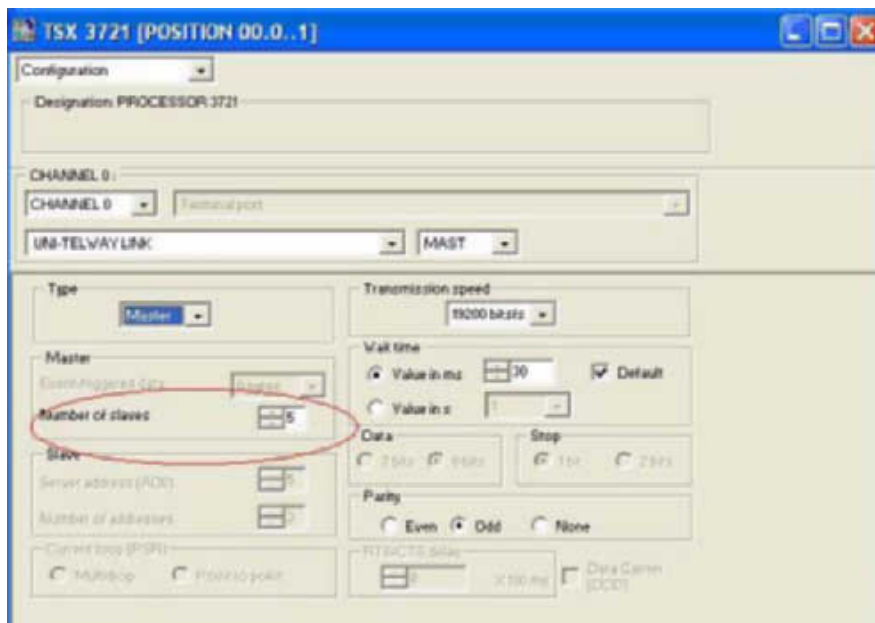 TSX 3721 [POSITION 00.0..1]
Configuration
Designation: PROCESSOR 3721
CHANNEL 0 :
CHANNEL 0 Terminal port
UNI-TELWAY LINK MAST
Type
Master
Transmission speed
19200 bits/s
Master
Event-triggered data
Number of slaves 5
Wait time
Value in ms 30 Default
Value in s 1
Slave
Server address (AD0) 5
Number of addresses
Data
7 bits 8 bits
Stop
1 bit 2 bits
Parity
Even Odd None
Current loop (PSR)
Multidrop Point to point
RTS/CTS delay
0 X 100 ms
Data Carrier
(DCD)